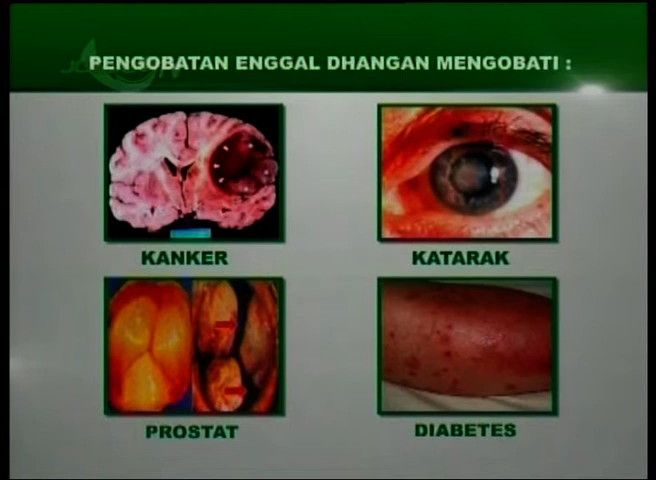 PENGOBATAN ENGGAL DHANGAN MENGOBATI :
KANKER
KATARAK
PROSTAT
DIABETES